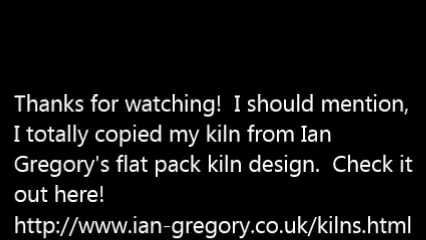 Thanks for watching!  I should mention,
I totally copied my kiln from Ian
Gregory's flat pack kiln design.  Check it
out here!
http://www.ian-gregory.co.uk/kilns.html